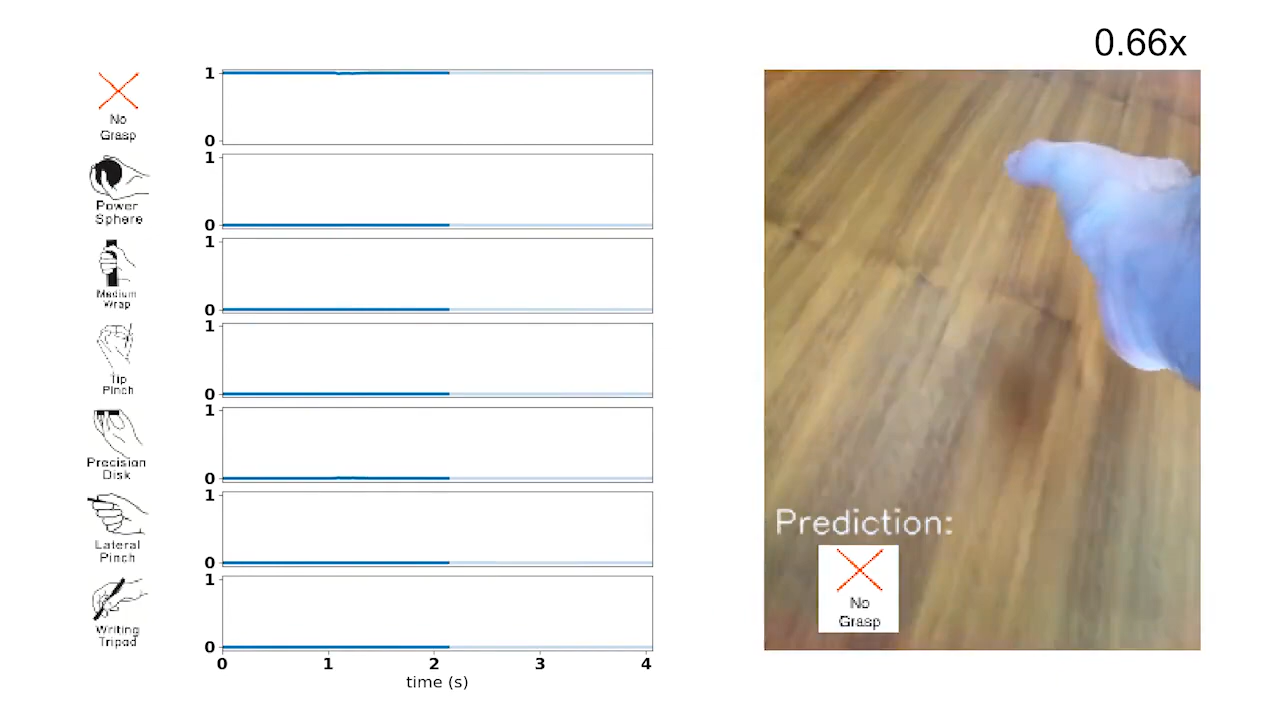 0.66x
No
Grasp
1
0
Power
Sphere
1
0
Medium
Wrap
1
0
Tip
Pinch
1
0
Precision
Disk
1
0
Lateral
Pinch
1
0
Writing
Tripod
1
0
0 1 2 3 4
time (s)
Prediction:
No
Grasp